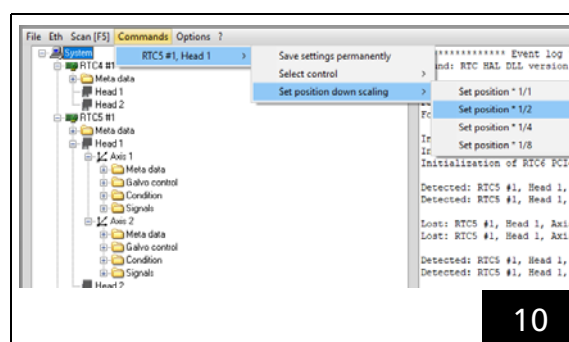 File Eth Scan [F5] Commands Options ?
System
RTC5 #1, Head 1
Save settings permanently
Select control
Set position down scaling
Set position * 1/1
Set position * 1/2
Set position * 1/4
Set position * 1/8
RTC4 #1
Meta data
Head 1
Head 2
RTC5 #1
Meta data
Head 1
Axis 1
Meta data
Galvo control
Condition
Signals
Axis 2
Meta data
Galvo control
Condition
Signals
Head 2
*********** Event log
nd: RTC HAL DLL version
Initialization of RTC6 PCI
Detected: RTC5 #1, Head 1,
Detected: RTC5 #1, Head 1,
Lost: RTC5 #1, Head 1, Axi
Lost: RTC5 #1, Head 1, Axi
Detected: RTC5 #1, Head 1,
Detected: RTC5 #1, Head 1,
10